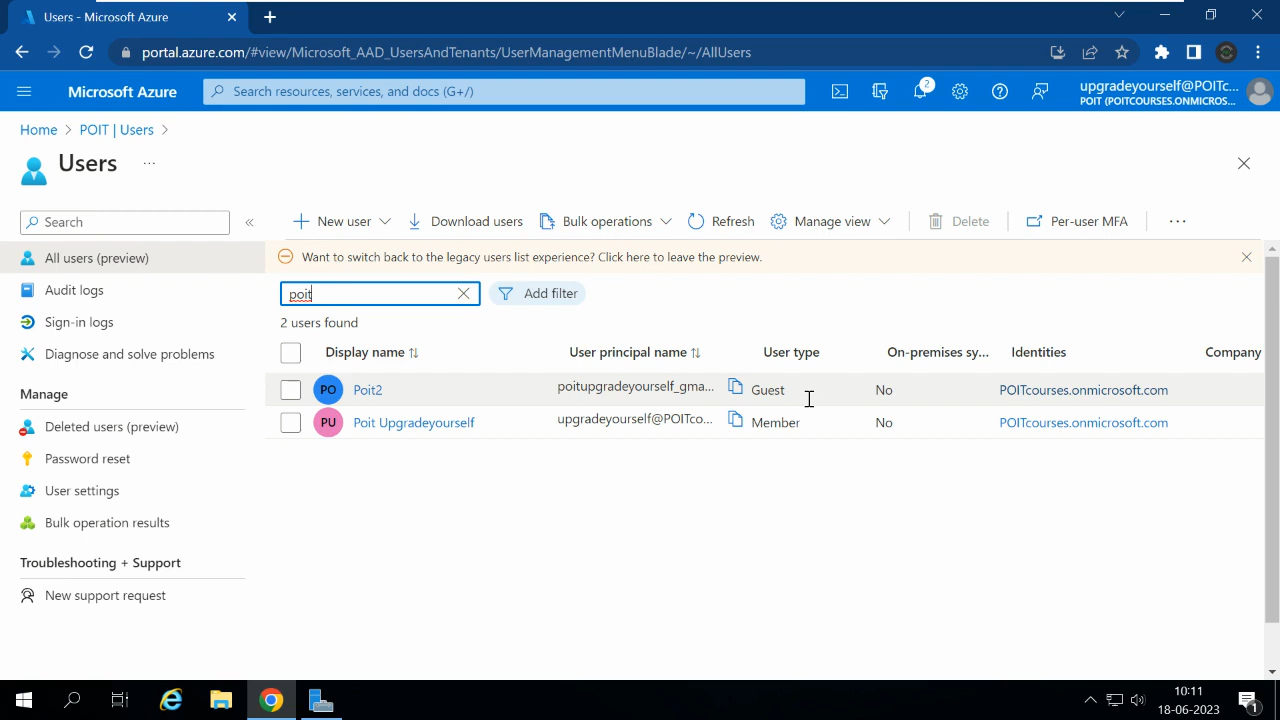 Users - Microsoft Azure
portal.azure.com/#view/Microsoft_AAD_UsersAndTenants/UserManagementMenuBlade/~/AllUsers
Microsoft Azure
Search resources, services, and docs (G+/)
2
upgradeyourself@POITc...
POIT (POITCOURSES.ONMICROS...
Home > POIT | Users >
Users ...
Search
«
New user
Download users
Bulk operations
Refresh
Manage view
Delete
Per-user MFA
...
All users (preview)
Audit logs
Sign-in logs
Diagnose and solve problems
Manage
Deleted users (preview)
Password reset
User settings
Bulk operation results
Troubleshooting + Support
New support request
Want to switch back to the legacy users list experience? Click here to leave the preview.
poit
Add filter
2 users found
Display name User principal name User type On-premises sy... Identities Company
PO Poit2 poitupgradeyourself_gma... Guest No POITcourses.onmicrosoft.com
PU Poit Upgradeyourself upgradeyourself@POITco... Member No POITcourses.onmicrosoft.com
10:11
18-06-2023
1